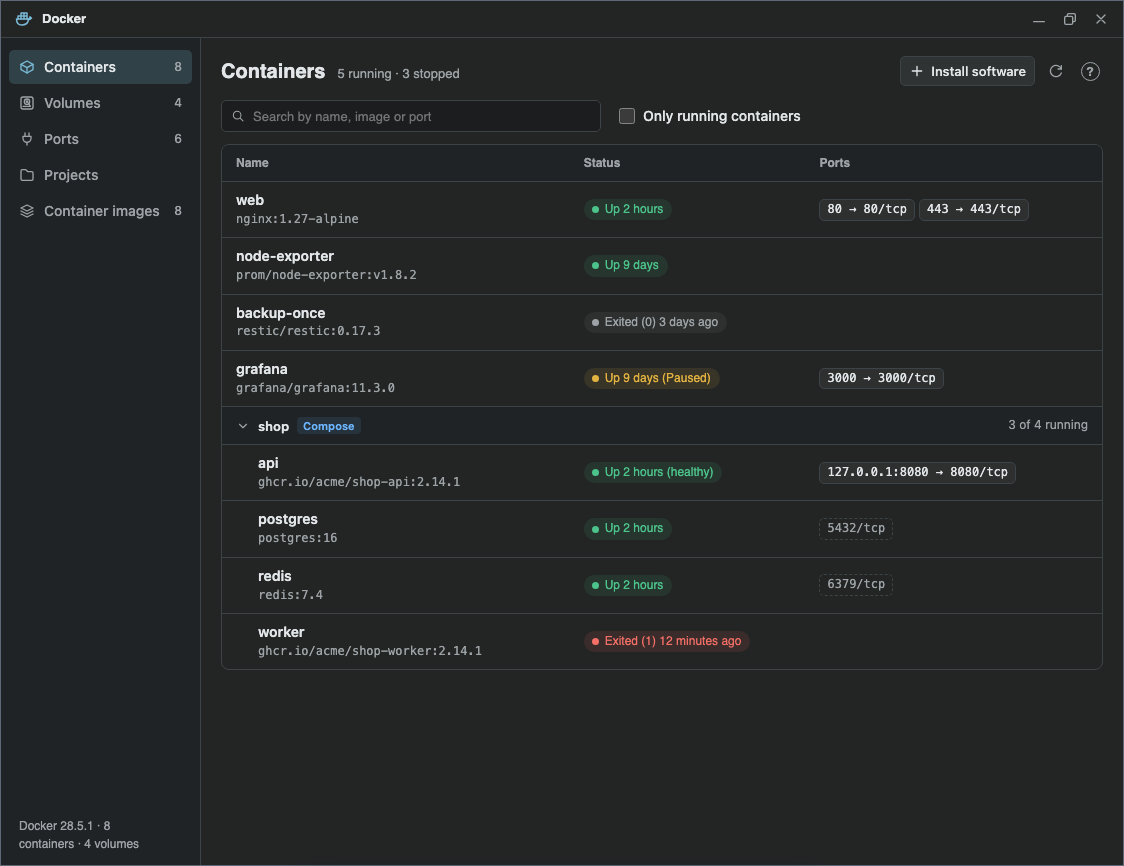 Docker
Containers 8
Volumes 4
Ports 6
Projects
Container images 8
Docker 28.5.1 · 8
containers · 4 volumes
Containers 5 running · 3 stopped
+ Install software
?
Search by name, image or port
Only running containers
Name Status Ports
web
nginx:1.27-alpine
Up 2 hours
80 → 80/tcp 443 → 443/tcp
node-exporter
prom/node-exporter:v1.8.2
Up 9 days
backup-once
restic/restic:0.17.3
Exited (0) 3 days ago
grafana
grafana/grafana:11.3.0
Up 9 days (Paused)
3000 → 3000/tcp
shop Compose 3 of 4 running
api
ghcr.io/acme/shop-api:2.14.1
Up 2 hours (healthy)
127.0.0.1:8080 → 8080/tcp
postgres
postgres:16
Up 2 hours
5432/tcp
redis
redis:7.4
Up 2 hours
6379/tcp
worker
ghcr.io/acme/shop-worker:2.14.1
Exited (1) 12 minutes ago